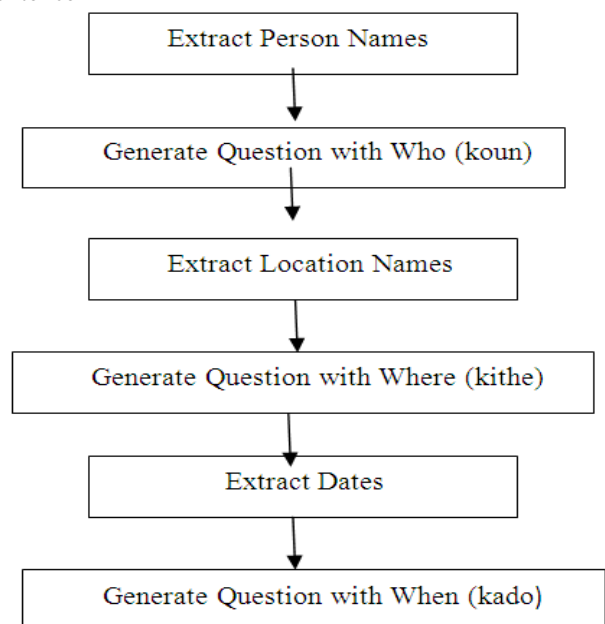 Extract Person Names
Generate Question with Who (koun)
Extract Location Names
Generate Question with Where (kithe)
Extract Dates
Generate Question with When (kado)